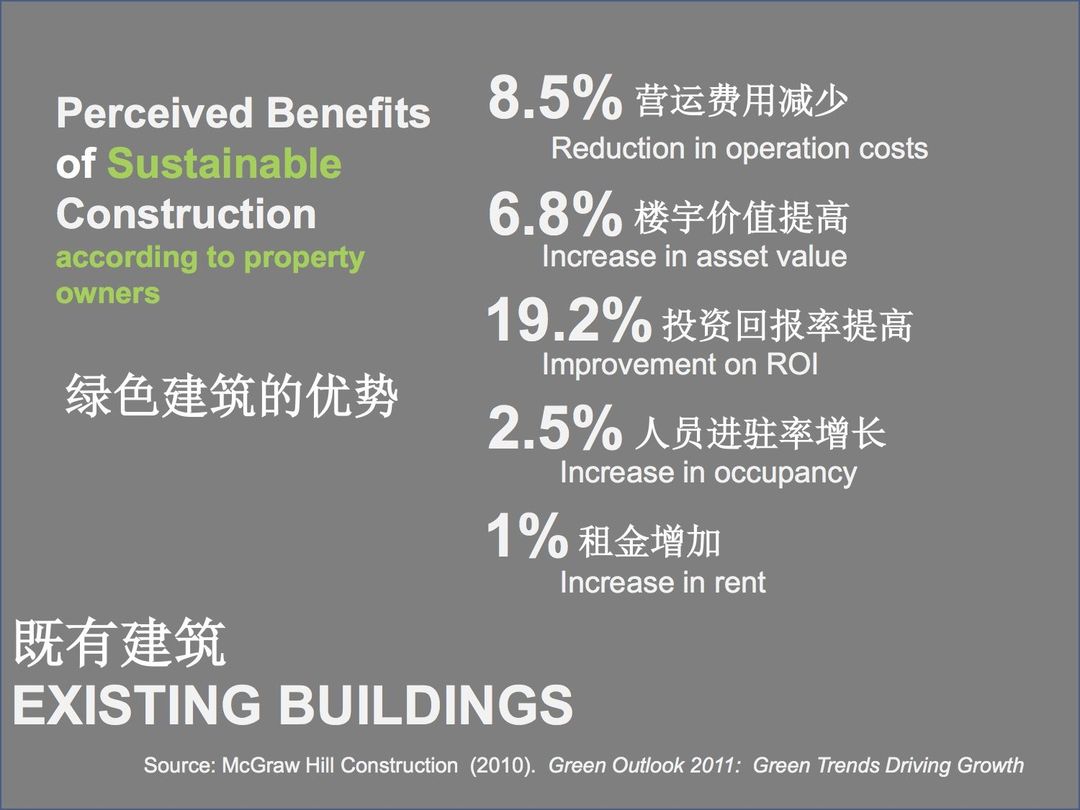 Perceived Benefits
of Sustainable
Construction
according to property
owners
绿色建筑的优势
8.5% 营运费用减少
Reduction in operation costs
6.8% 楼宇价值提高
Increase in asset value
19.2% 投资回报率提高
Improvement on ROI
2.5% 人员进驻率增长
Increase in occupancy
1% 租金增加
Increase in rent
既有建筑
EXISTING BUILDINGS
Source: McGraw Hill Construction (2010). Green Outlook 2011: Green Trends Driving Growth